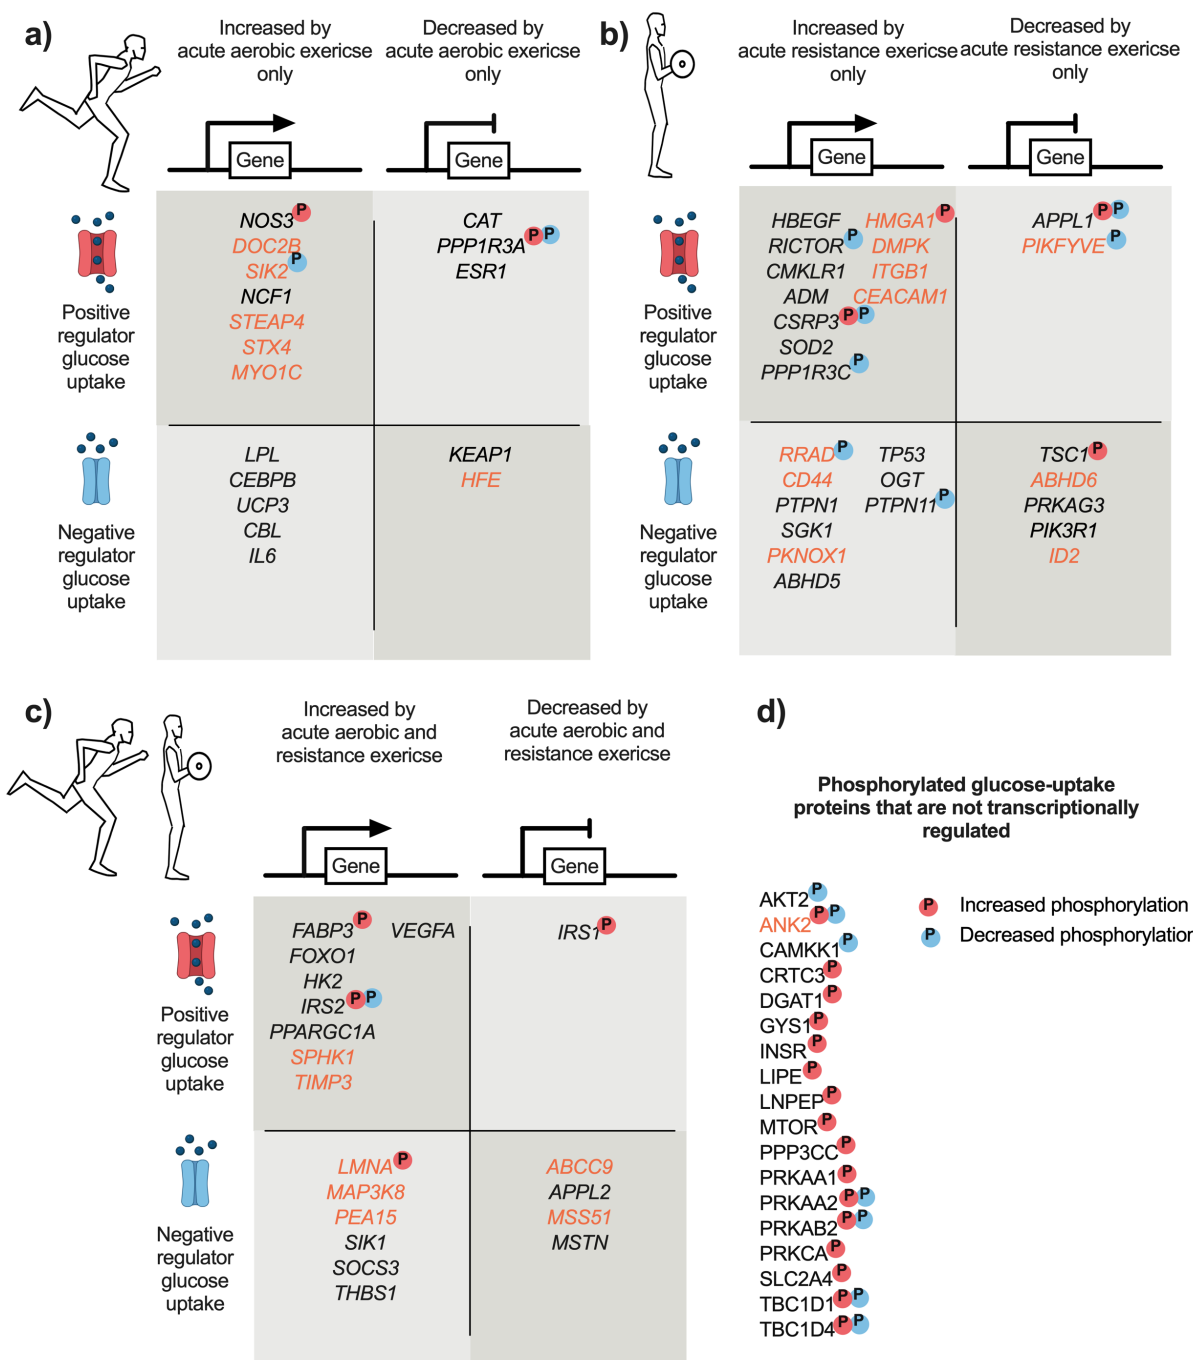 a)
Increased by
acute aerobic exericse
only
Decreased by
acute aerobic exericse
only
Gene
Gene
Positive
regulator
glucose
uptake
NOS3 P
DOC2B
SIK2 P
NCF1
STEAP4
STX4
MYO1C
CAT
PPP1R3A P P
ESR1
Negative
regulator
glucose
uptake
LPL
CEBPB
UCP3
CBL
IL6
KEAP1
HFE
b)
Increased by
acute resistance exericse
only
Decreased by
acute resistance exericse
only
Gene
Gene
Positive
regulator
glucose
uptake
HBEGF
RICTOR P
CMKLR1
ADM
CSRP3 P P
SOD2
PPP1R3C P
HMGA1 P
DMPK
ITGB1
CEACAM1
APPL1 P P
PIKFYVE P
Negative
regulator
glucose
uptake
RRAD P
CD44
PTPN1
SGK1
PKNOX1
ABHD5
TP53
OGT
PTPN11 P
TSC1 P
ABHD6
PRKAG3
PIK3R1
ID2
c)
Increased by
acute aerobic and
resistance exericse
Decreased by
acute aerobic and
resistance exericse
Gene
Gene
Positive
regulator
glucose
uptake
FABP3 P
FOXO1
HK2
IRS2 P P
PPARGC1A
SPHK1
TIMP3
VEGFA
IRS1 P
Negative
regulator
glucose
uptake
LMNA P
MAP3K8
PEA15
SIK1
SOCS3
THBS1
ABCC9
APPL2
MSS51
MSTN
d)
Phosphorylated glucose-uptake
proteins that are not transcriptionally
regulated
AKT2 P
ANK2 P P
CAMKK1 P
CRTC3 P
DGAT1 P
GYS1 P
INSR P
LIPE P
LNPEP P
MTOR P
PPP3CC P
PRKAA1 P
PRKAA2 P P
PRKAB2 P P
PRKCA P
SLC2A4 P
TBC1D1 P P
TBC1D4 P P
P Increased phosphorylation
P Decreased phosphorylation